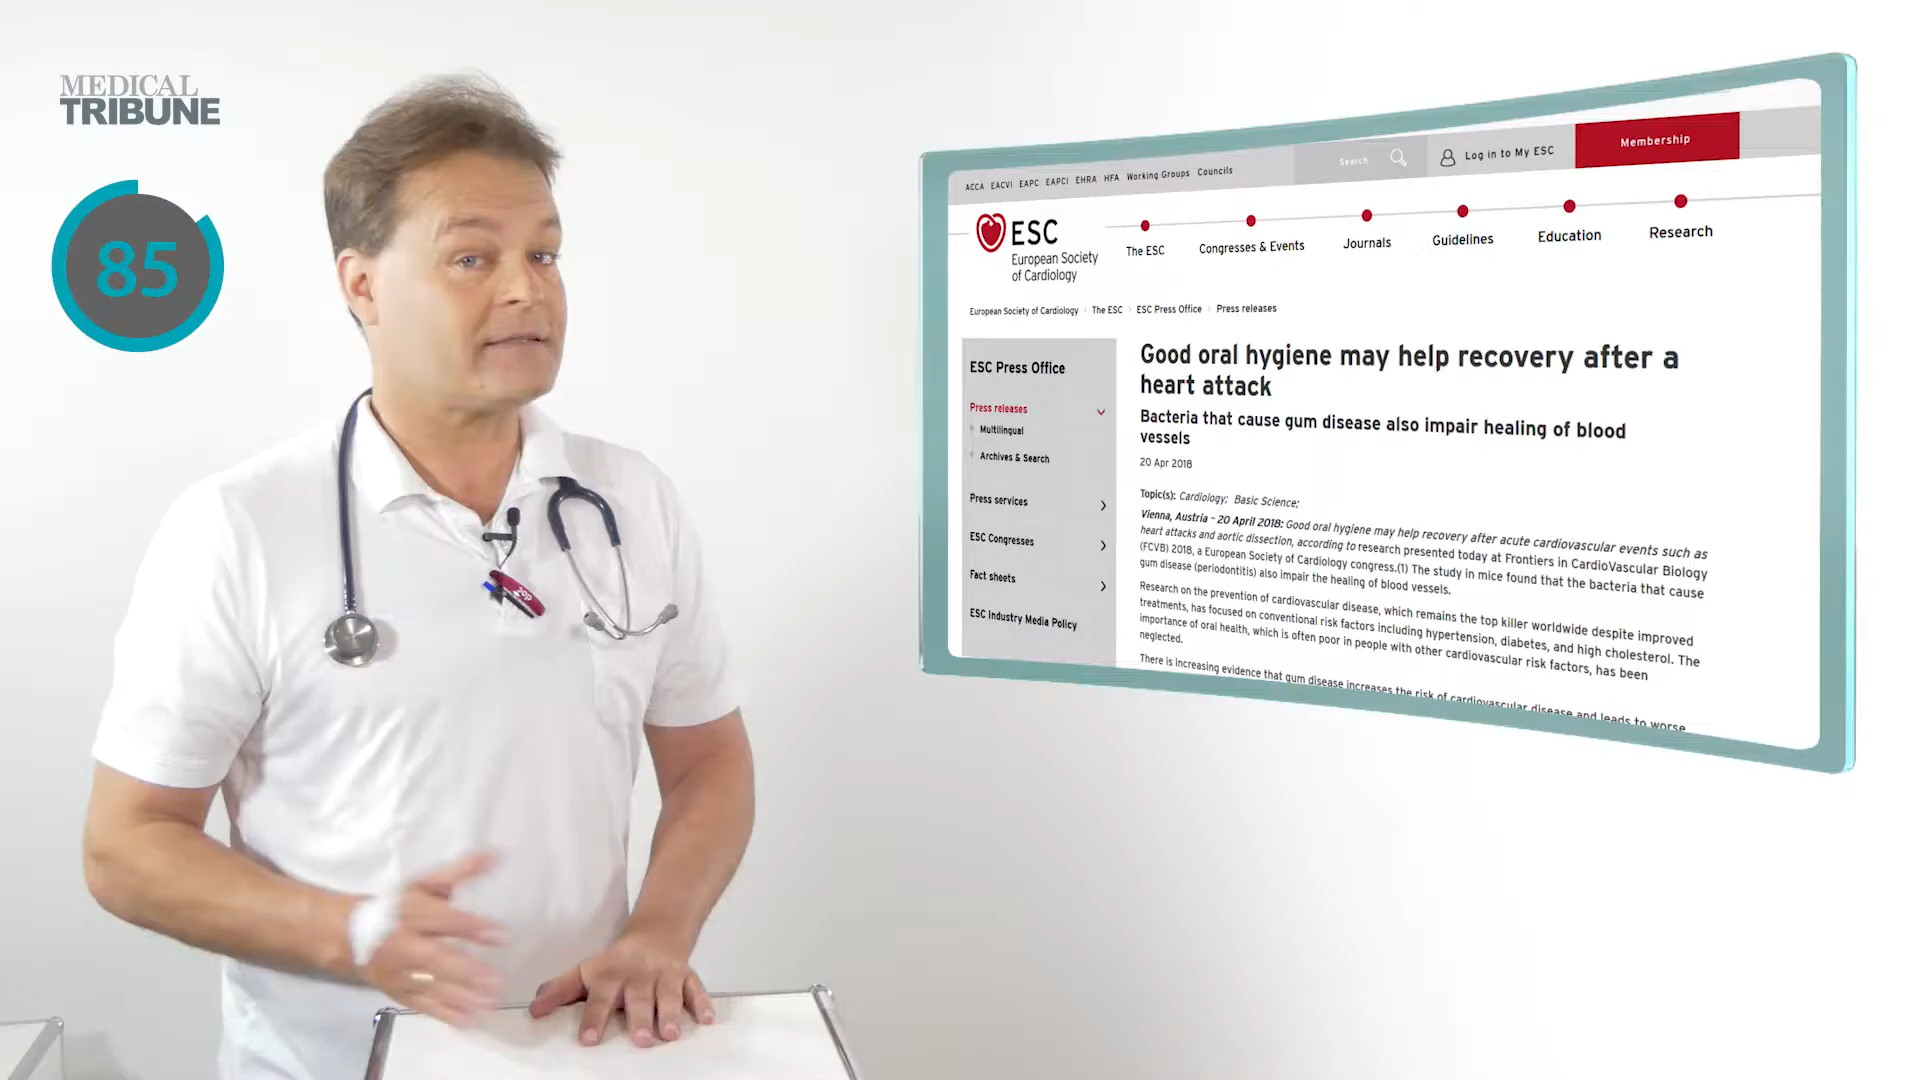 MEDICAL
TRIBUNE
85
zop
ACCA EACVI EAPC EAPCI EHRA HFA Working Groups Councils
Search
Log in to My ESC
Membership
ESC
European Society
of Cardiology
The ESC
Congresses & Events
Journals
Guidelines
Education
Research
European Society of Cardiology > The ESC > ESC Press Office > Press releases
ESC Press Office
Press releases
Multilingual
Archives & Search
Press services
ESC Congresses
Fact sheets
ESC Industry Media Policy
Good oral hygiene may help recovery after a
heart attack
Bacteria that cause gum disease also impair healing of blood
vessels
20 Apr 2018
Topic(s): Cardiology; Basic Science;
Vienna, Austria – 20 April 2018: Good oral hygiene may help recovery after acute cardiovascular events such as
heart attacks and aortic dissection, according to research presented today at Frontiers in CardioVascular Biology
(FCVB) 2018, a European Society of Cardiology congress.(1) The study in mice found that the bacteria that cause
gum disease (periodontitis) also impair the healing of blood vessels.
Research on the prevention of cardiovascular disease, which remains the top killer worldwide despite improved
treatments, has focused on conventional risk factors including hypertension, diabetes, and high cholesterol. The
importance of oral health, which is often poor in people with other cardiovascular risk factors, has been
neglected.
There is increasing evidence that gum disease increases the risk of cardiovascular disease and leads to worse